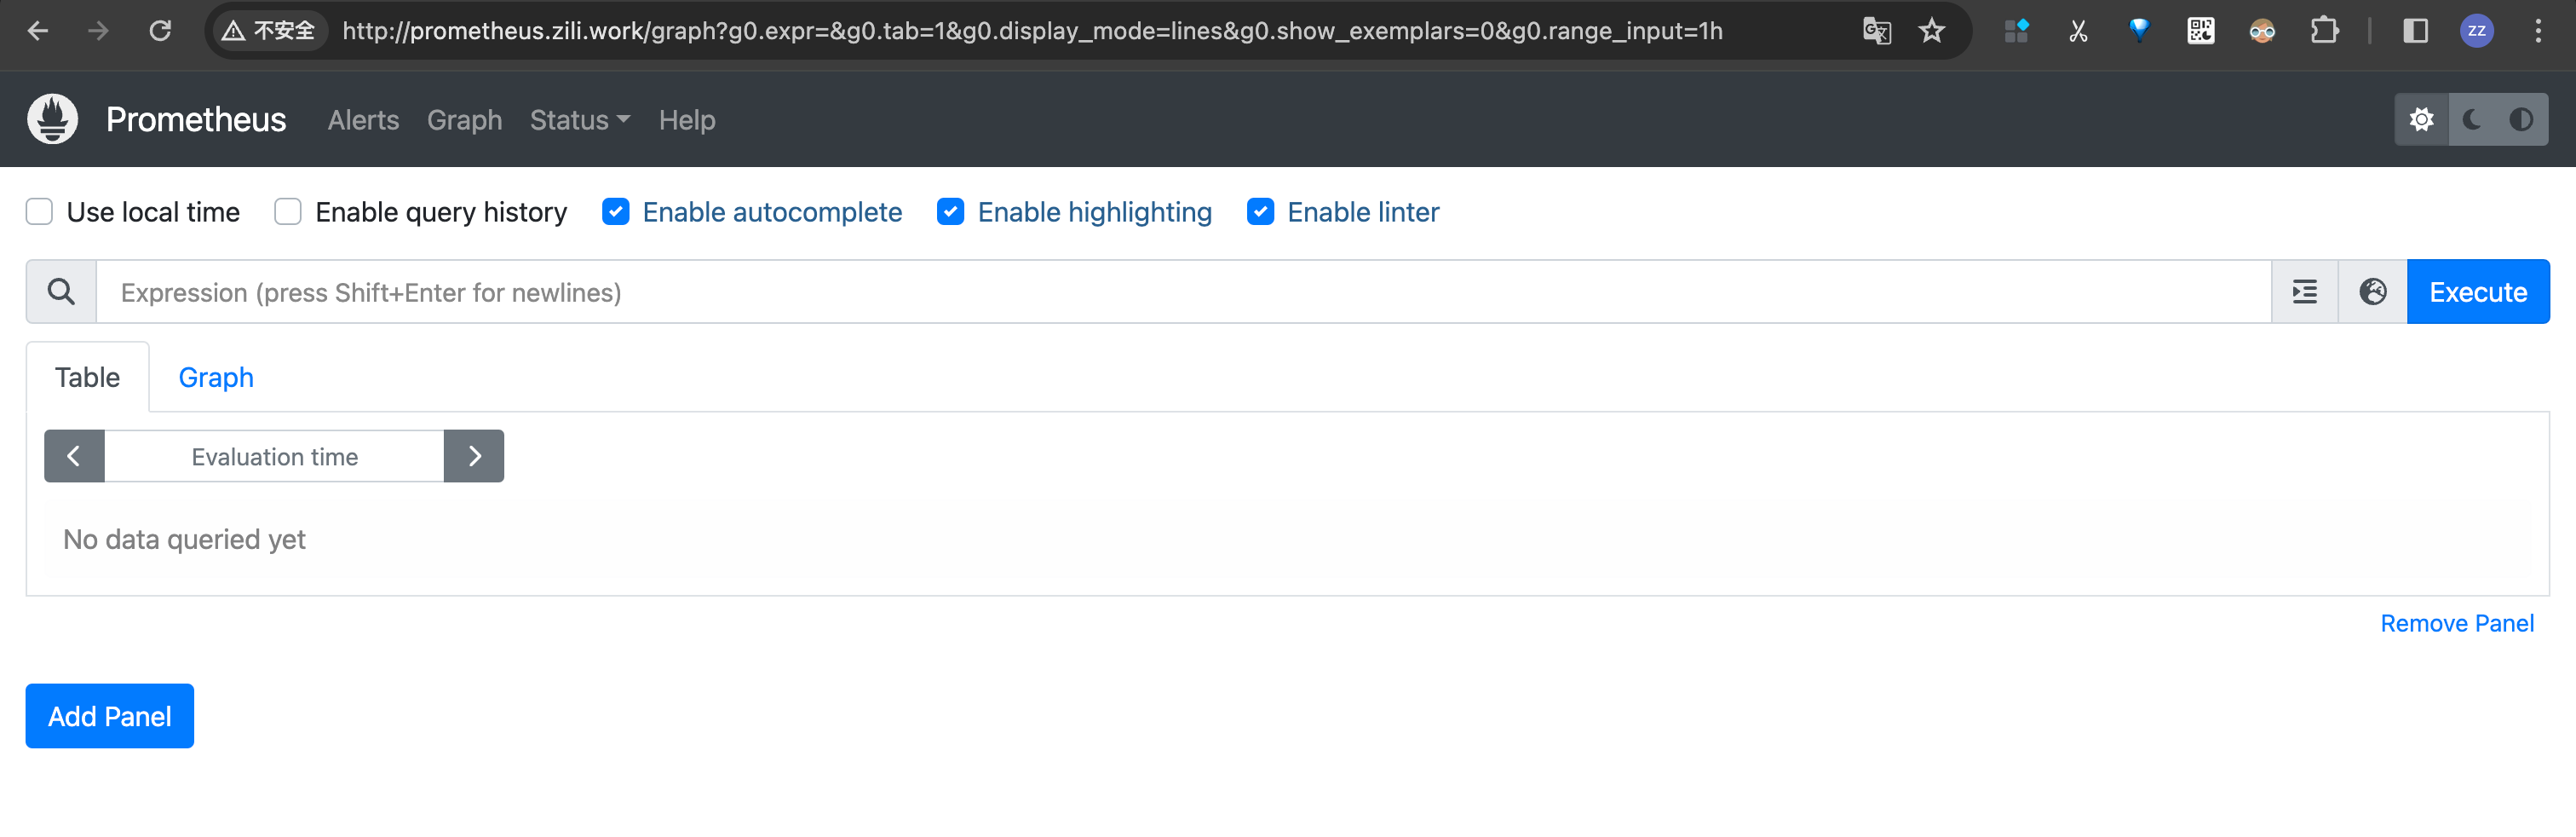 不安全 http://prometheus.zili.work/graph?g0.expr=&g0.tab=1&g0.display_mode=lines&g0.show_exemplars=0&g0.range_input=1h ZZ
Prometheus Alerts Graph Status Help
Use local time Enable query history Enable autocomplete Enable highlighting Enable linter
Expression (press Shift+Enter for newlines) Execute
Table Graph
Evaluation time
No data queried yet
Remove Panel
Add Panel